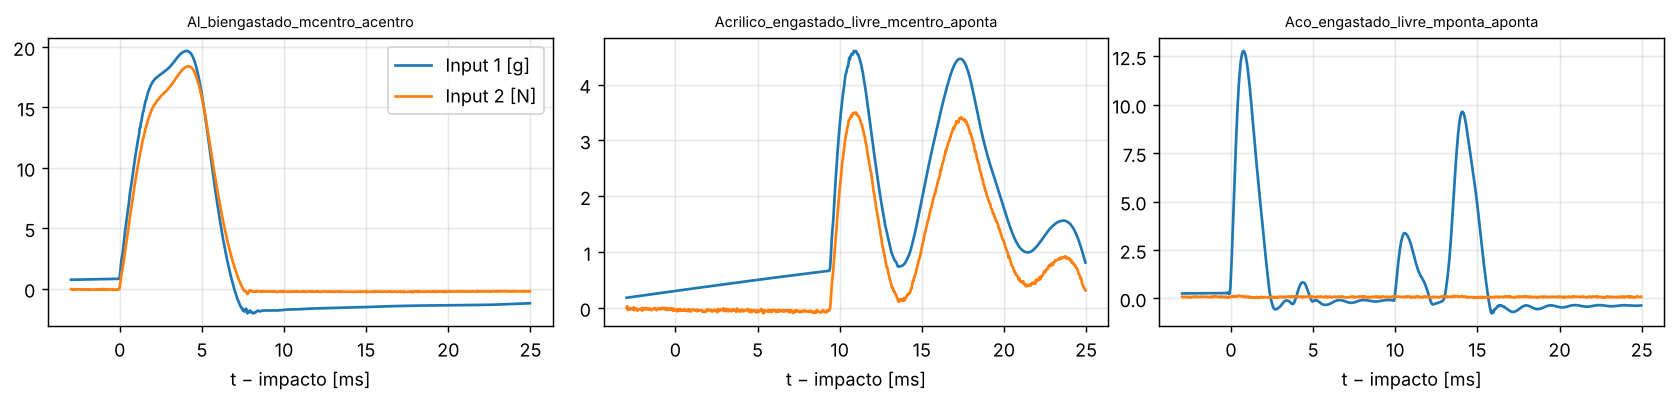 Al_biengastado_mcentro_acentro
20
15
10
5
0
Input 1 [g]
Input 2 [N]
0 5 10 15 20 25
t − impacto [ms]
Acrilico_engastado_livre_mcentro_aponta
4
3
2
1
0
0 5 10 15 20 25
t − impacto [ms]
Aco_engastado_livre_mponta_aponta
12.5
10.0
7.5
5.0
2.5
0.0
0 5 10 15 20 25
t − impacto [ms]